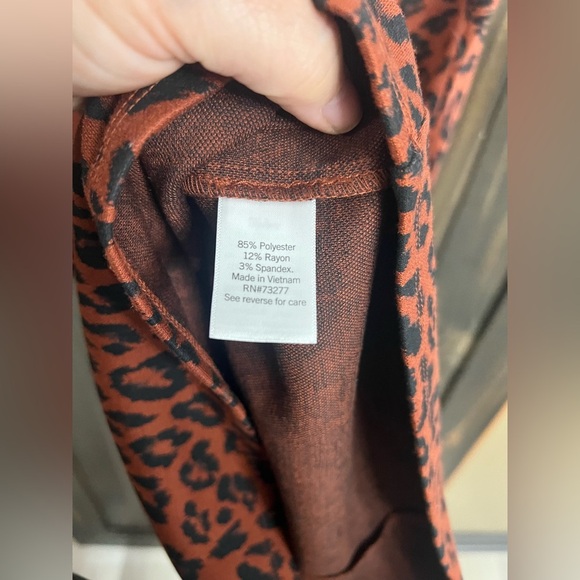 85% Polyester
12% Rayon
3% Spandex.
Made in Vietnam
RN#73277
See reverse for care